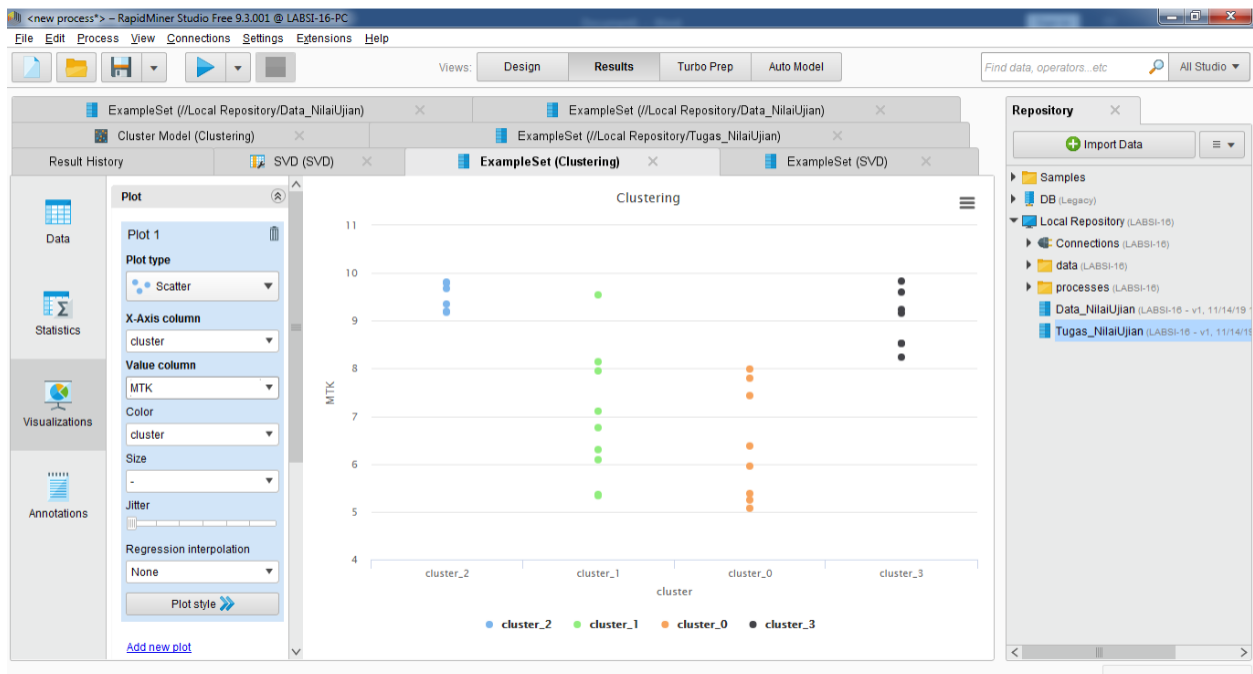 <new process*> – RapidMiner Studio Free 9.3.001 @ LABSI-16-PC
File Edit Process View Connections Settings Extensions Help
Views: Design Results Turbo Prep Auto Model
Find data, operators...etc All Studio
ExampleSet (//Local Repository/Data_NilaiUjian) ExampleSet (//Local Repository/Data_NilaiUjian)
Cluster Model (Clustering) ExampleSet (//Local Repository/Tugas_NilaiUjian)
Result History SVD (SVD) ExampleSet (Clustering) ExampleSet (SVD)
Data
Statistics
Visualizations
Annotations
Plot
Plot 1
Plot type
Scatter
X-Axis column
cluster
Value column
MTK
Color
cluster
Size
-
Jitter
Regression interpolation
None
Plot style
Add new plot
Clustering
11
10
9
8
7
6
5
4
MTK
cluster_2 cluster_1 cluster_0 cluster_3
cluster
cluster_2 cluster_1 cluster_0 cluster_3
Repository
Import Data
Samples
DB (Legacy)
Local Repository (LABSI-16)
Connections (LABSI-16)
data (LABSI-16)
processes (LABSI-16)
Data_NilaiUjian (LABSI-16 - v1, 11/14/19
Tugas_NilaiUjian (LABSI-16 - v1, 11/14/19